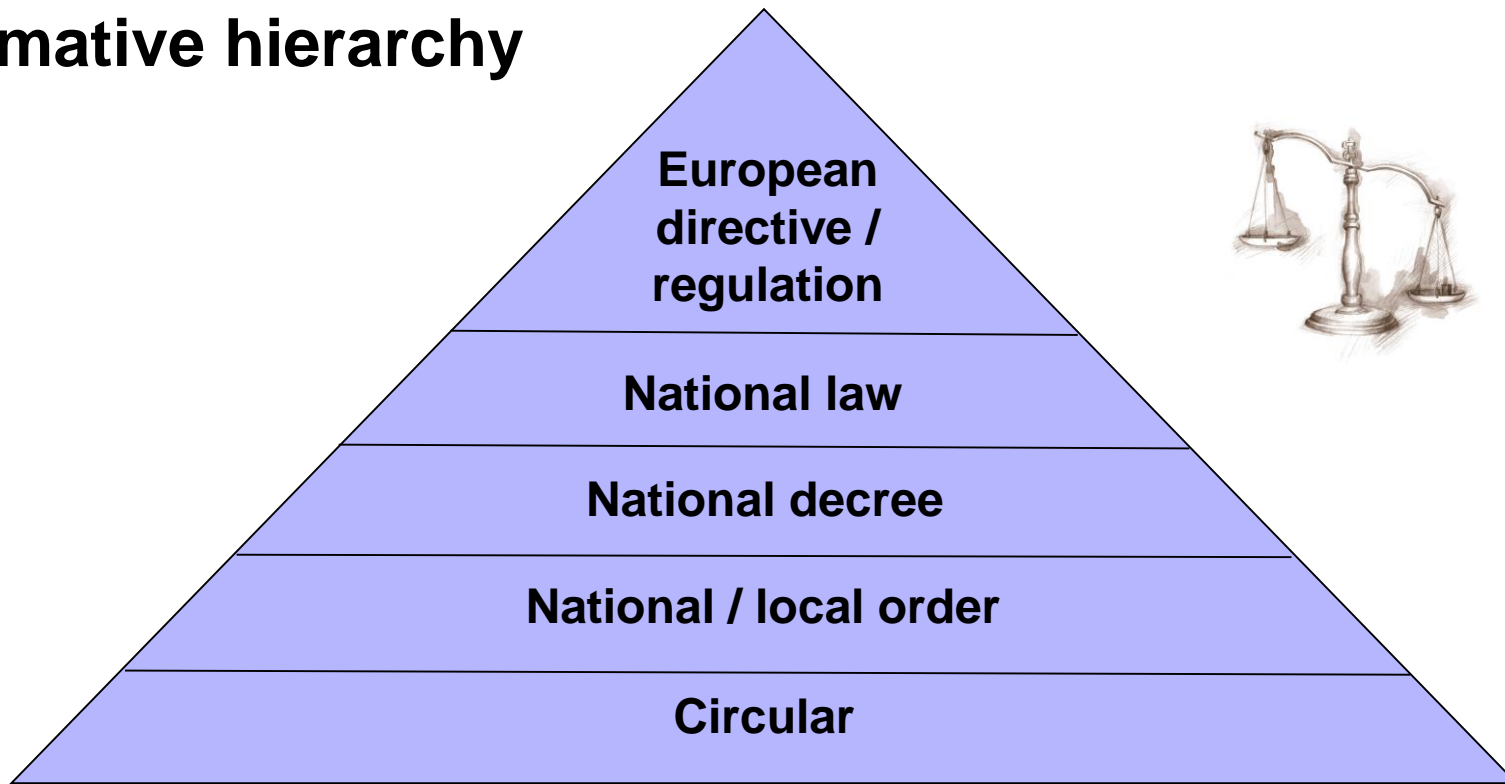 mative hierarchy
European
directive /
regulation
National law
National decree
National / local order
Circular